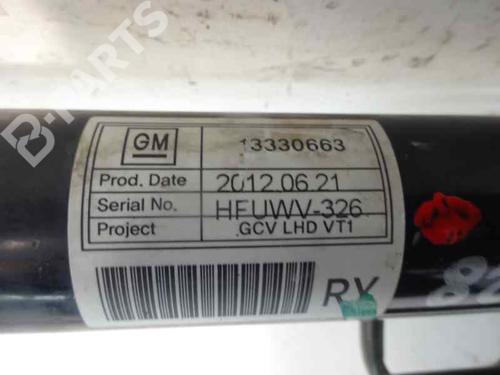 B-PARTS
GM 13330663
Prod. Date 2012.06.21
Serial No. HFUWV-326
Project GCV LHD VT1
RX